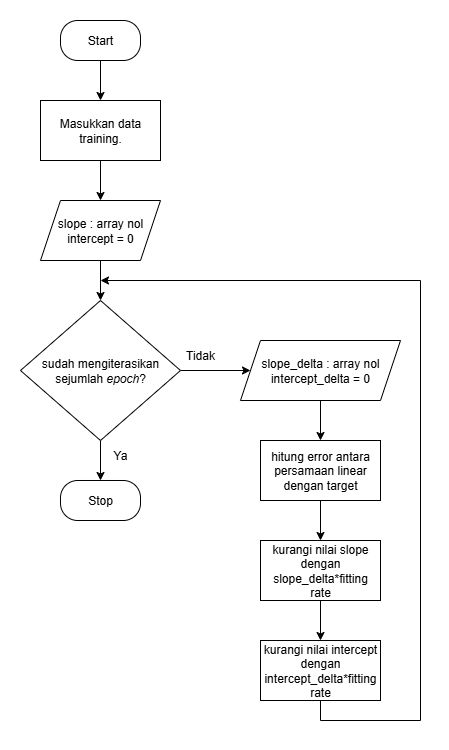 Start
Masukkan data
training.
slope : array nol
intercept = 0
sudah mengiterasikan
sejumlah epoch?
Tidak
slope_delta : array nol
intercept_delta = 0
hitung error antara
persamaan linear
dengan target
kurangi nilai slope
dengan
slope_delta*fitting
rate
kurangi nilai intercept
dengan
intercept_delta*fitting
rate
Ya
Stop